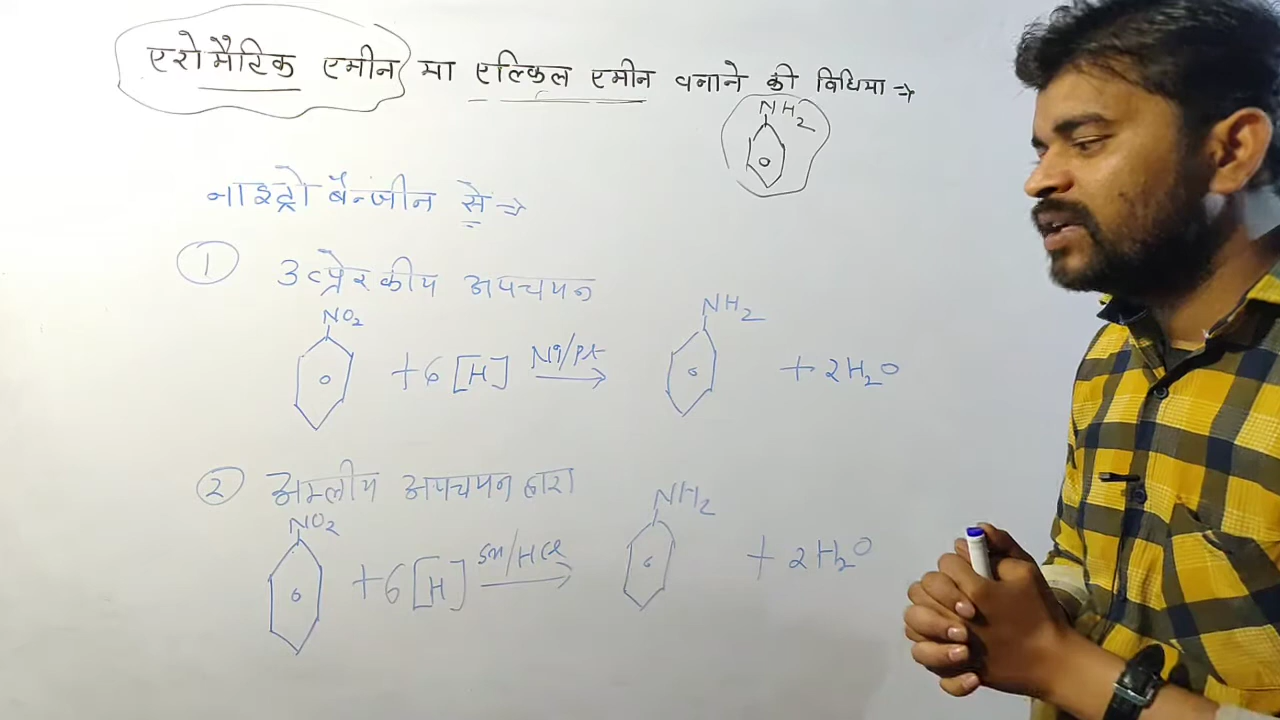 एरोमैटिक एमीन मा एल्किल एमीन वनाने की विधिमा ⇒
NH2
नाइट्रो बैन्जीन से ⇒
1 उत्प्रेरकीय अपचयन
NO2 NH2
+ 6 [H] Ni/Pt → + 2H2O
2 अम्लीय अपचयन द्वारा
NO2 NH2
+ 6 [H] Sn/HCl → + 2H2O